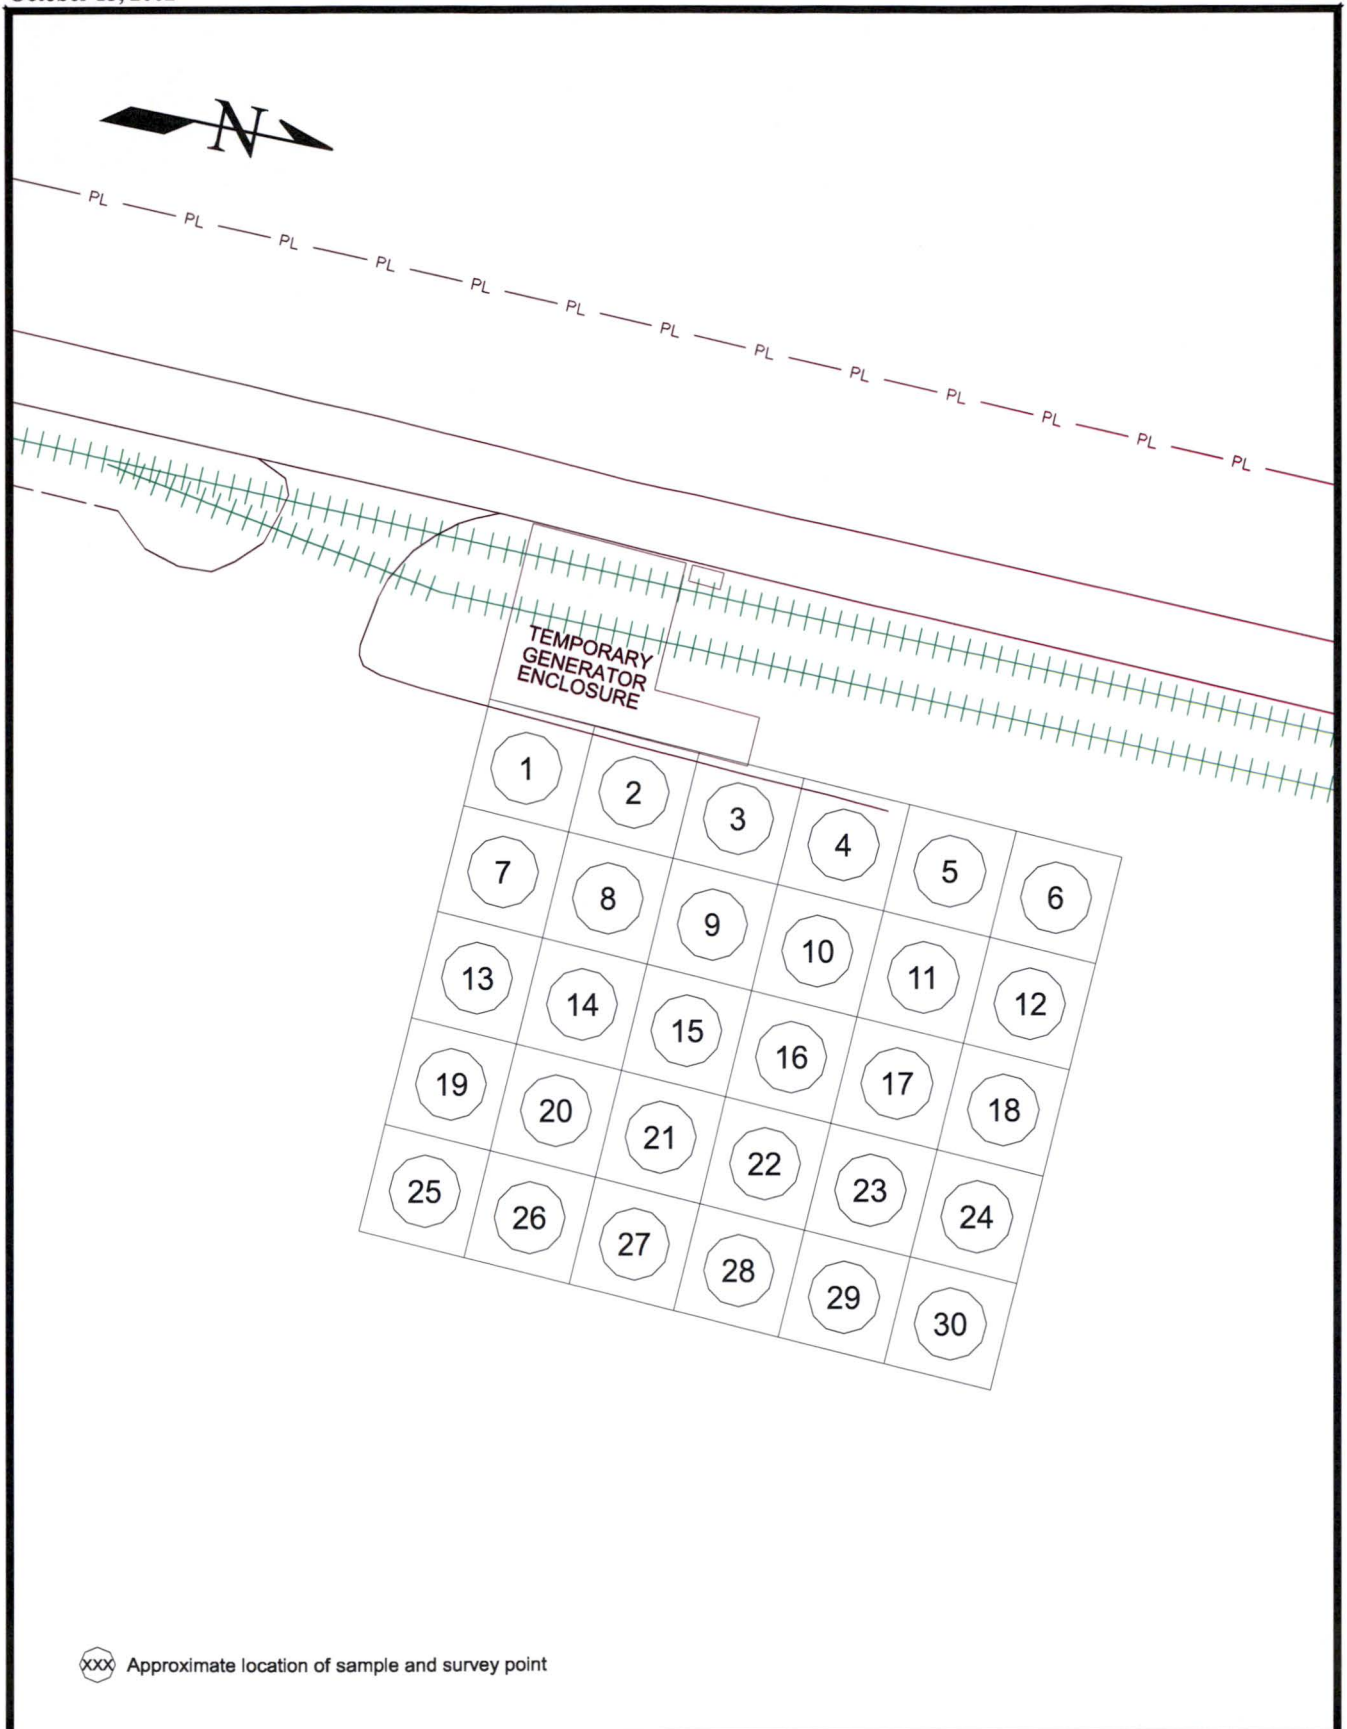 N
PL PL PL PL PL PL PL PL PL PL PL PL PL
TEMPORARY
GENERATOR
ENCLOSURE
1 2 3 4 5 6
7 8 9 10 11 12
13 14 15 16 17 18
19 20 21 22 23 24
25 26 27 28 29 30
XXX Approximate location of sample and survey point